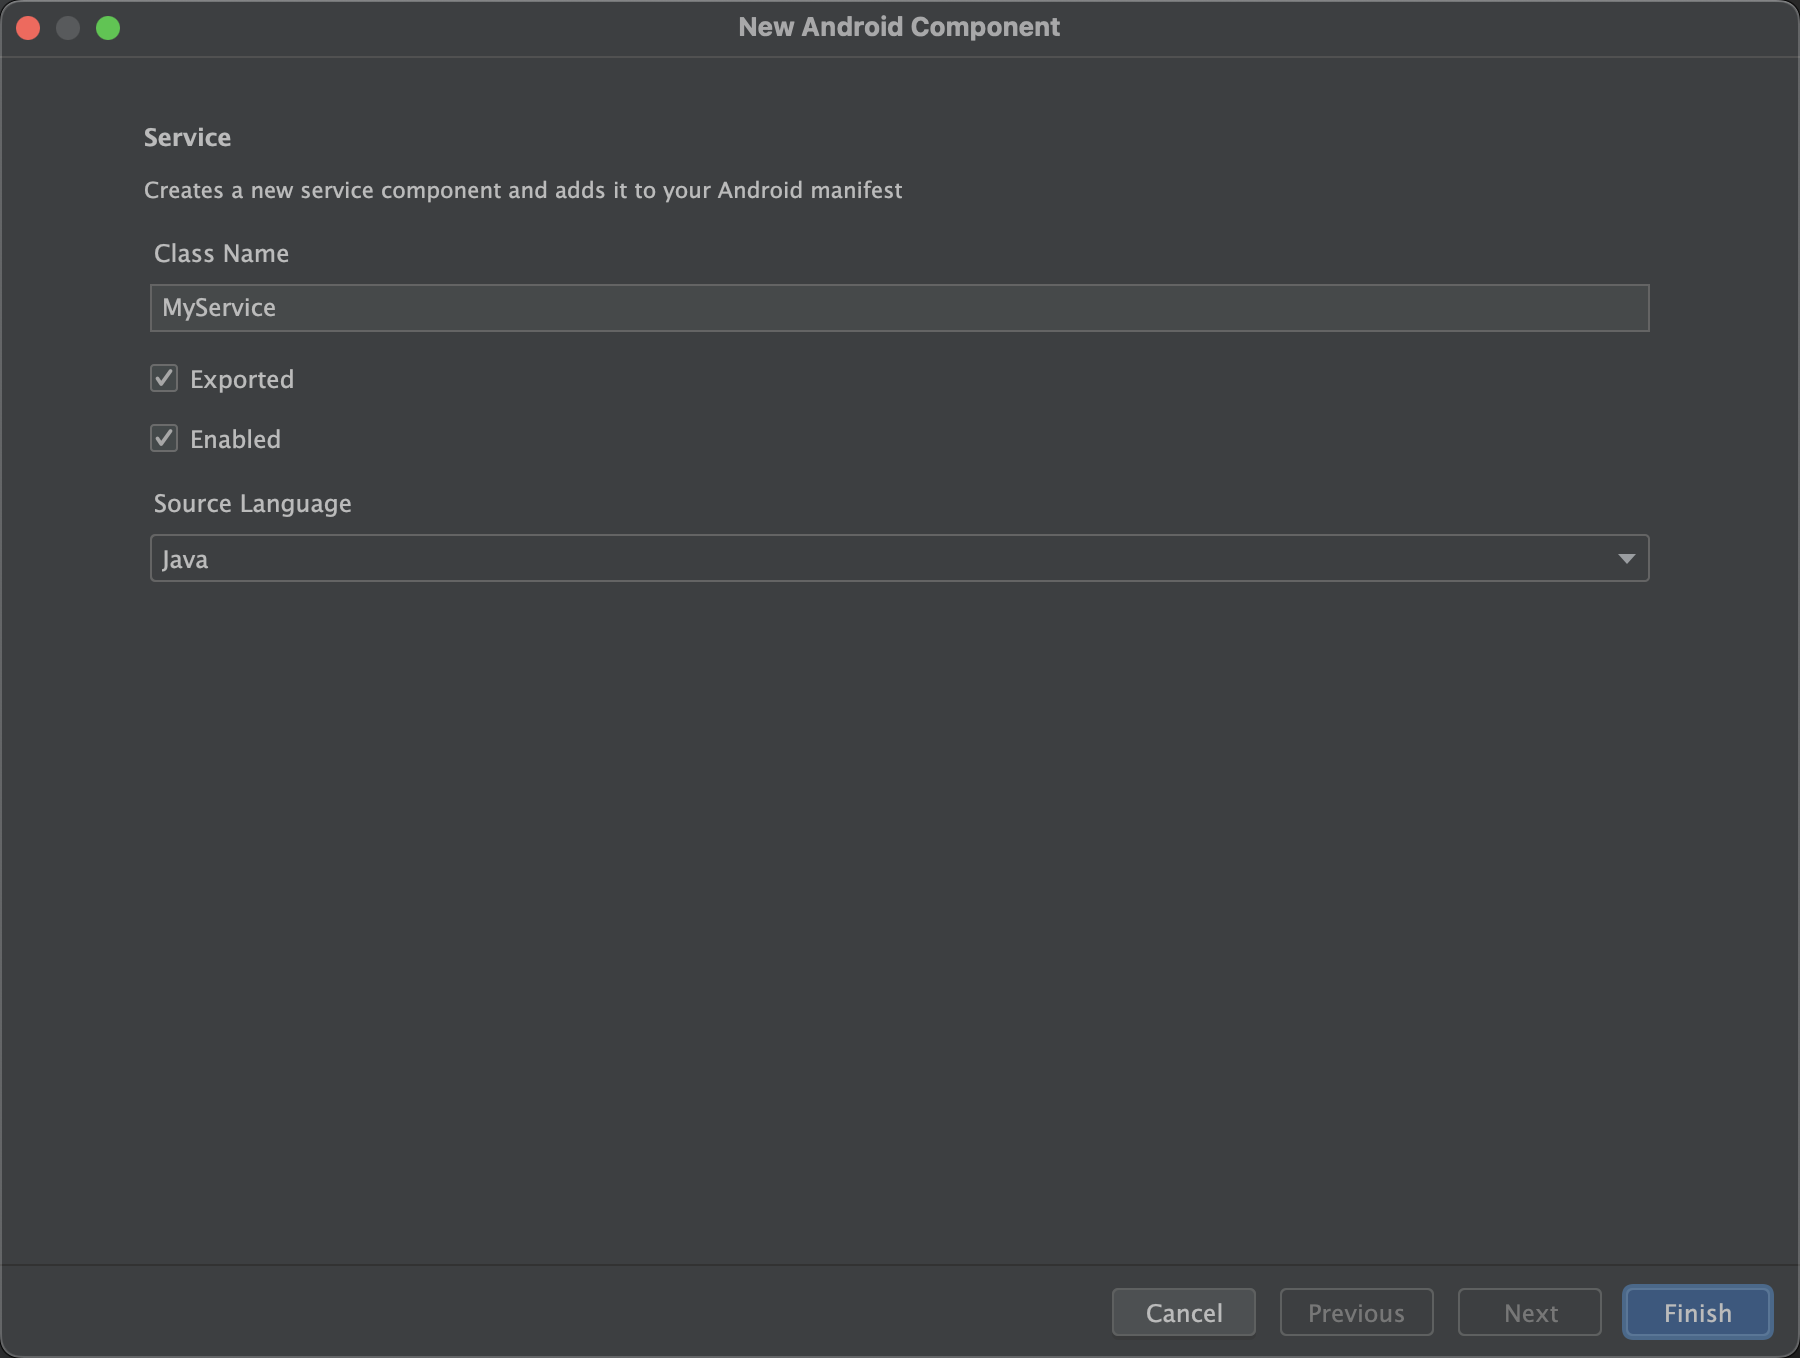 New Android Component
Service
Creates a new service component and adds it to your Android manifest
Class Name
MyService
Exported
Enabled
Source Language
Java
Cancel
Previous
Next
Finish